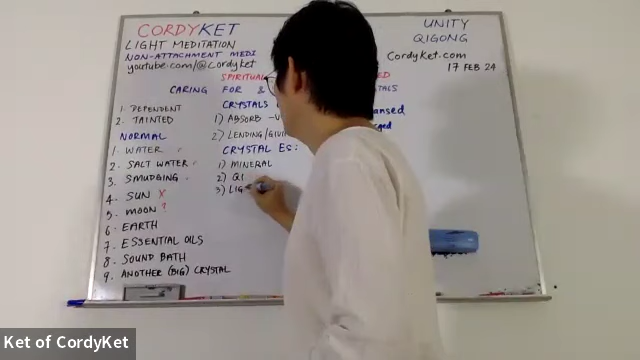 CORDYKET
UNITY
QIGONG
LIGHT MEDITATION
NON-ATTACHMENT MEDI
youtube.com/@cordyket
CordyKet.com
17 FEB 24
SPIRITUAL
CARING FOR &
1. DEPENDENT
2. TAINTED
NORMAL
1. WATER
2. SALT WATER
3. SMUDGING
4. SUN X
5. MOON ?
6. EARTH
7. ESSENTIAL OILS
8. SOUND BATH
9. ANOTHER (BIG) CRYSTAL
CRYSTALS
1) ABSORB -V
2) LENDING/GIVI
CRYSTAL ES:
1) MINERAL
2) QI
3) LIG
Ket of CordyKet